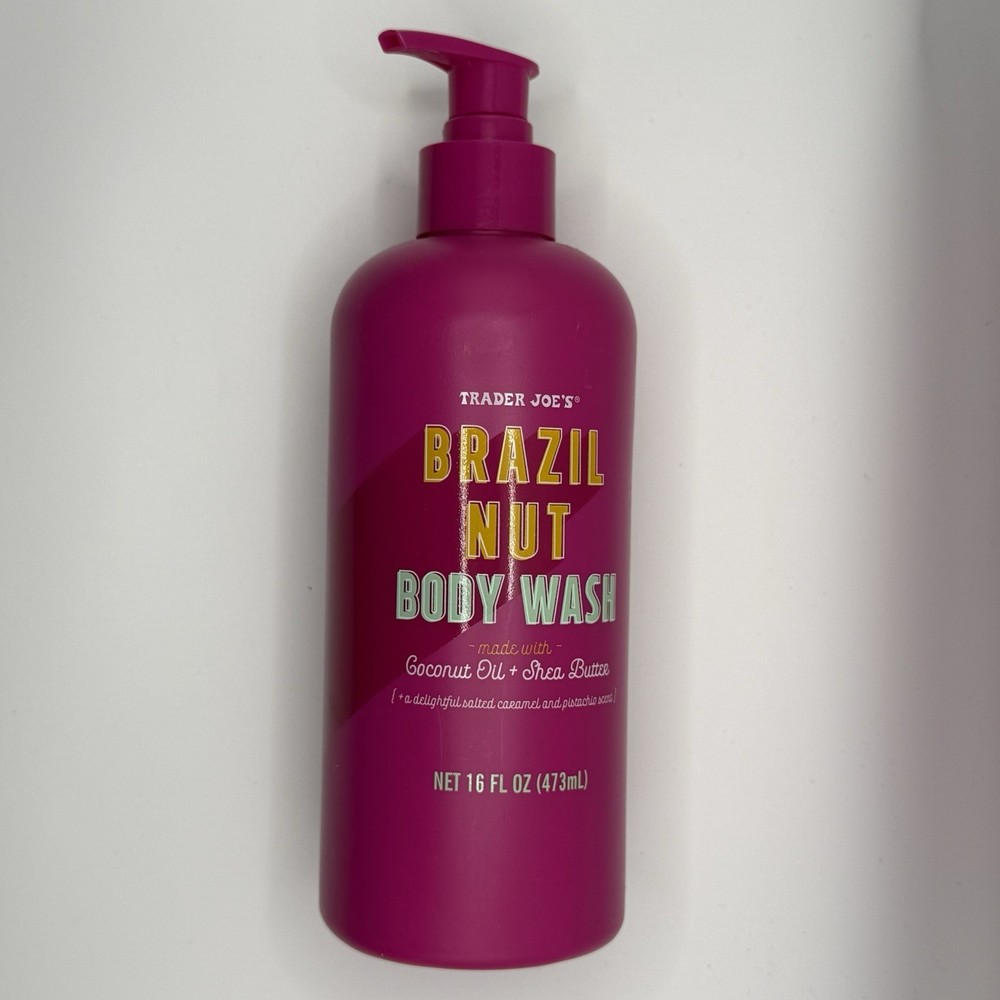 TRADER JOE'S®
BRAZIL
NUT
BODY WASH
- made with -
Coconut Oil + Shea Butter
[ + a delightful salted caramel and pistachio scent ]
NET 16 FL OZ (473mL)